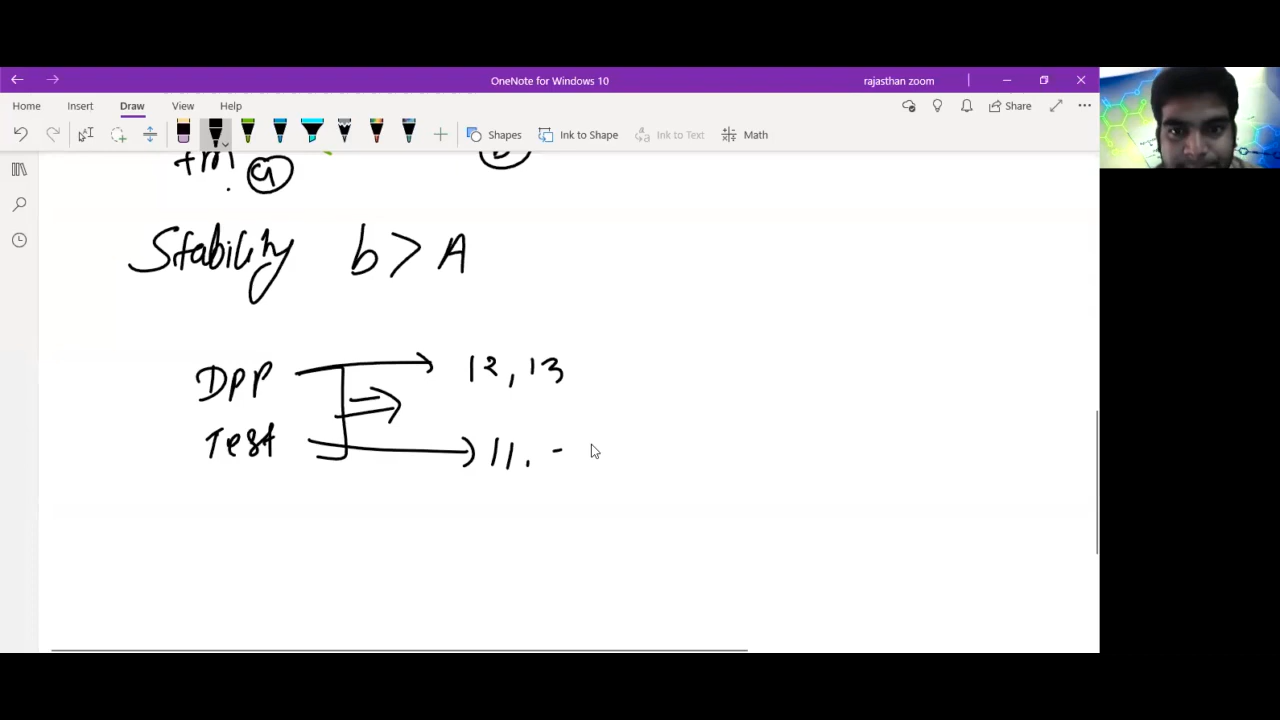 OneNote for Windows 10
rajasthan zoom
Home Insert Draw View Help
Share
Shapes
Ink to Shape
Ink to Text
Math
+M
a
Stability b > A
DPP → 12, 13
Test → 11, -